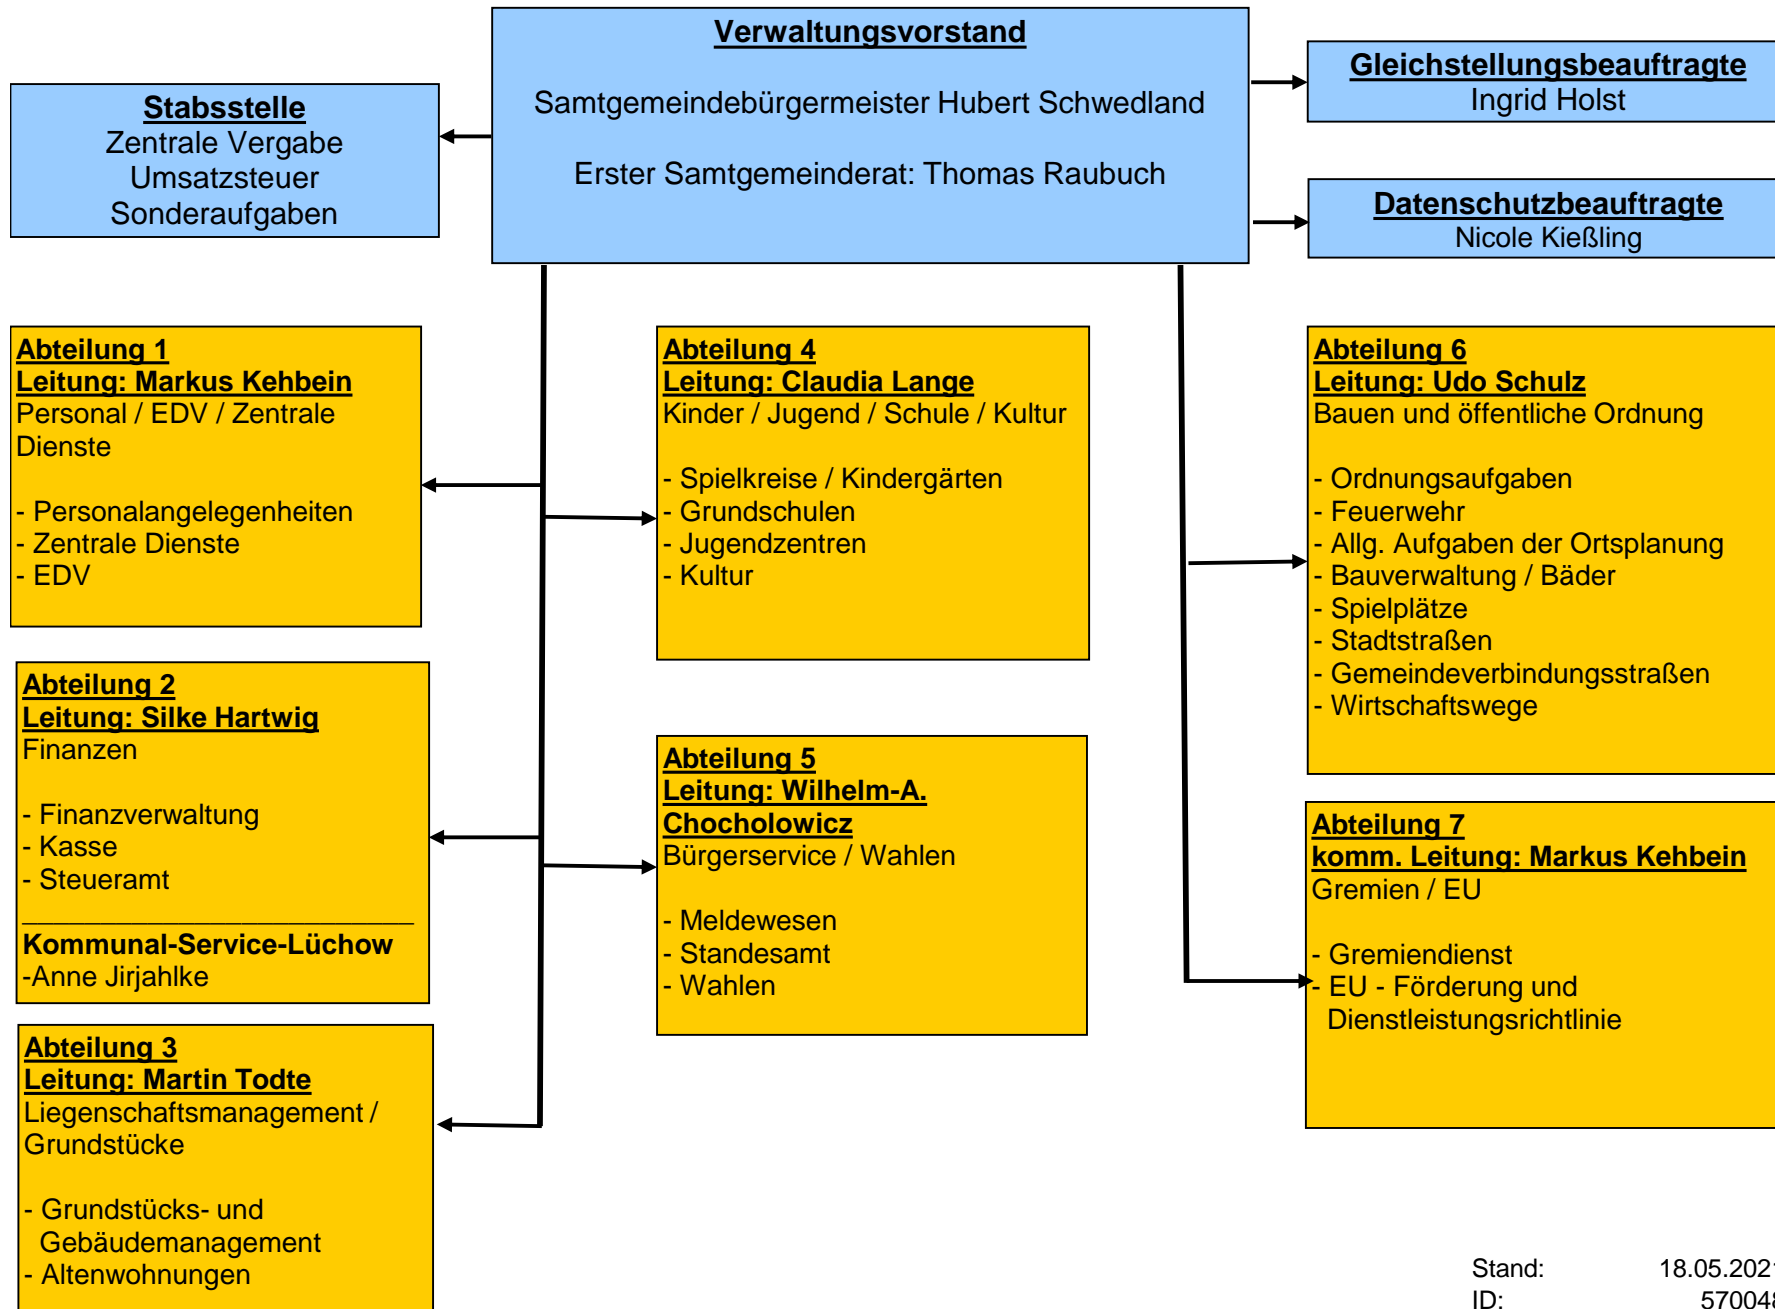 Verwaltungsvorstand
Samtgemeindebürgermeister Hubert Schwedland
Erster Samtgemeinderat: Thomas Raubuch
Stabsstelle
Zentrale Vergabe
Umsatzsteuer
Sonderaufgaben
Gleichstellungsbeauftragte
Ingrid Holst
Datenschutzbeauftragte
Nicole Kießling
Abteilung 1
Leitung: Markus Kehbein
Personal / EDV / Zentrale
Dienste
- Personalangelegenheiten
- Zentrale Dienste
- EDV
Abteilung 2
Leitung: Silke Hartwig
Finanzen
- Finanzverwaltung
- Kasse
- Steueramt
Kommunal-Service-Lüchow
-Anne Jirjahlke
Abteilung 3
Leitung: Martin Todte
Liegenschaftsmanagement /
Grundstücke
- Grundstücks- und
Gebäudemanagement
- Altenwohnungen
Abteilung 4
Leitung: Claudia Lange
Kinder / Jugend / Schule / Kultur
- Spielkreise / Kindergärten
- Grundschulen
- Jugendzentren
- Kultur
Abteilung 5
Leitung: Wilhelm-A.
Chocholowicz
Bürgerservice / Wahlen
- Meldewesen
- Standesamt
- Wahlen
Abteilung 6
Leitung: Udo Schulz
Bauen und öffentliche Ordnung
- Ordnungsaufgaben
- Feuerwehr
- Allg. Aufgaben der Ortsplanung
- Bauverwaltung / Bäder
- Spielplätze
- Stadtstraßen
- Gemeindeverbindungsstraßen
- Wirtschaftswege
Abteilung 7
komm. Leitung: Markus Kehbein
Gremien / EU
- Gremiendienst
- EU - Förderung und
Dienstleistungsrichtlinie
Stand: 18.05.2021
ID: 570048